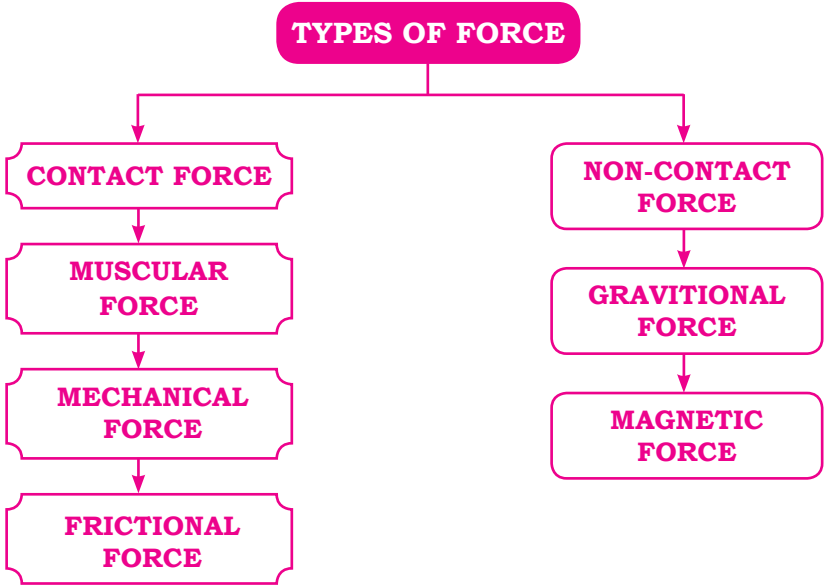 TYPES OF FORCE
CONTACT FORCE
MUSCULAR
FORCE
MECHANICAL
FORCE
FRICTIONAL
FORCE
NON-CONTACT
FORCE
GRAVITIONAL
FORCE
MAGNETIC
FORCE